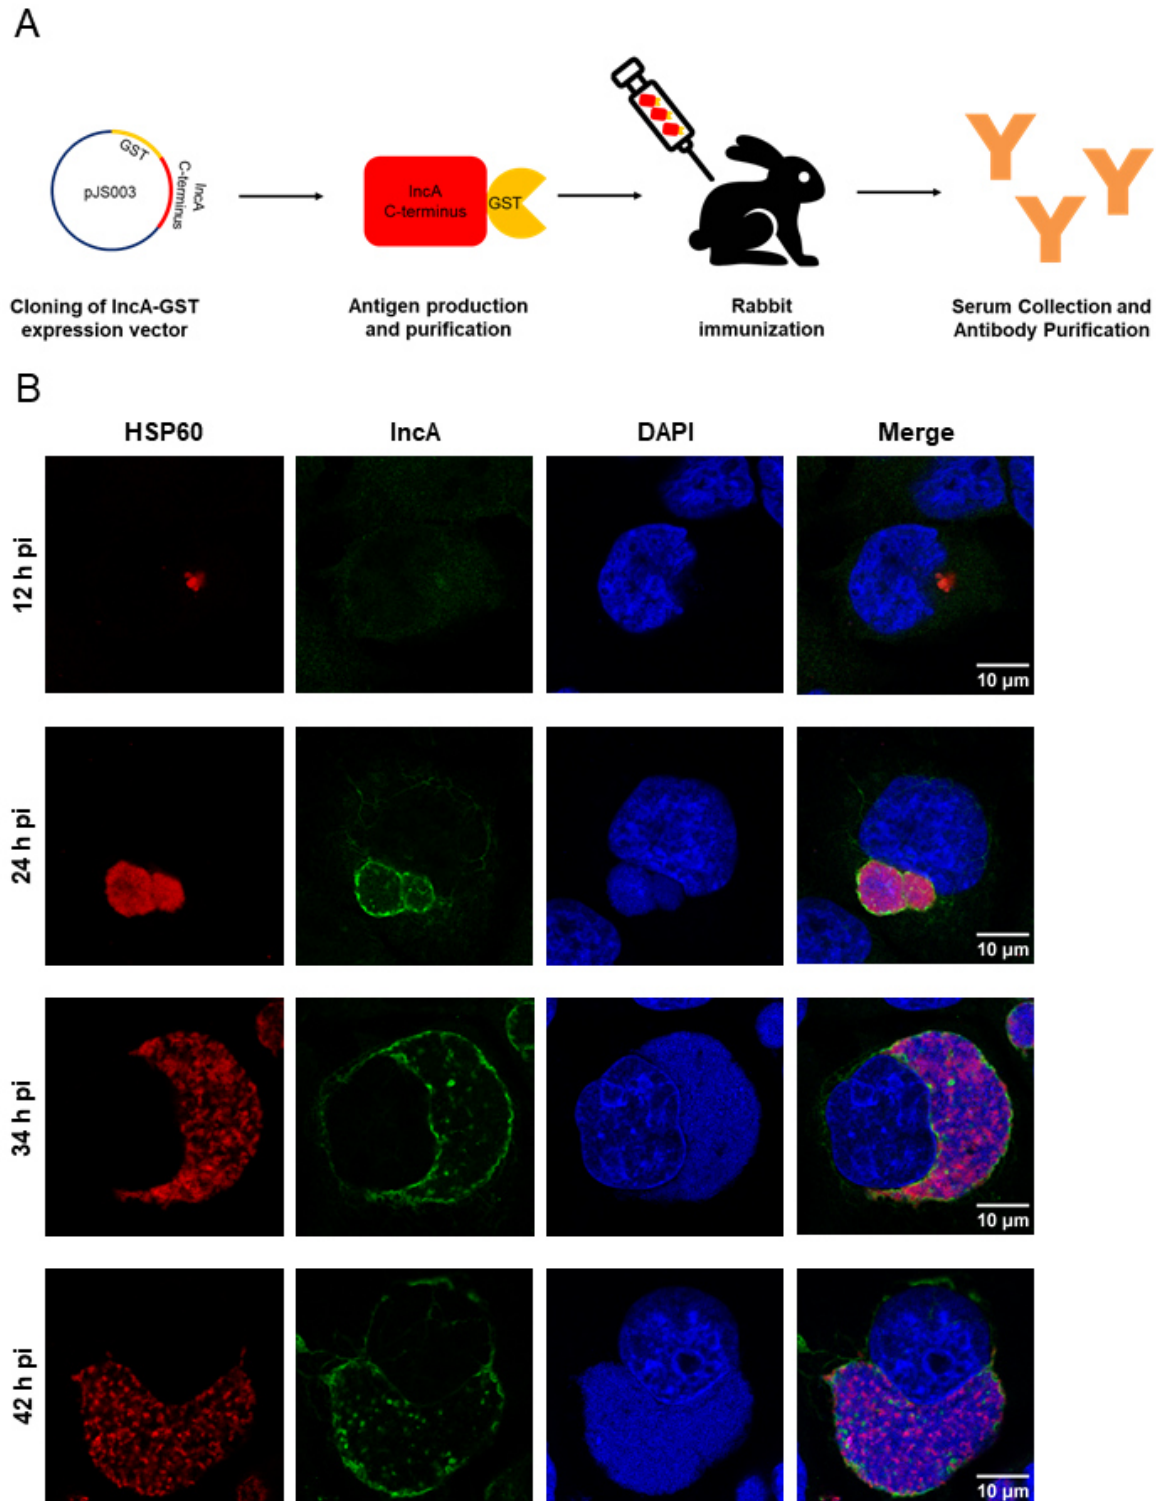 A
GST
pJS003
IncA
C-terminus
IncA
C-terminus
GST
Cloning of IncA-GST
expression vector
Antigen production
and purification
Rabbit
immunization
Serum Collection and
Antibody Purification
B
HSP60 IncA DAPI Merge
12 h pi
10 µm
24 h pi
10 µm
34 h pi
10 µm
42 h pi
10 µm